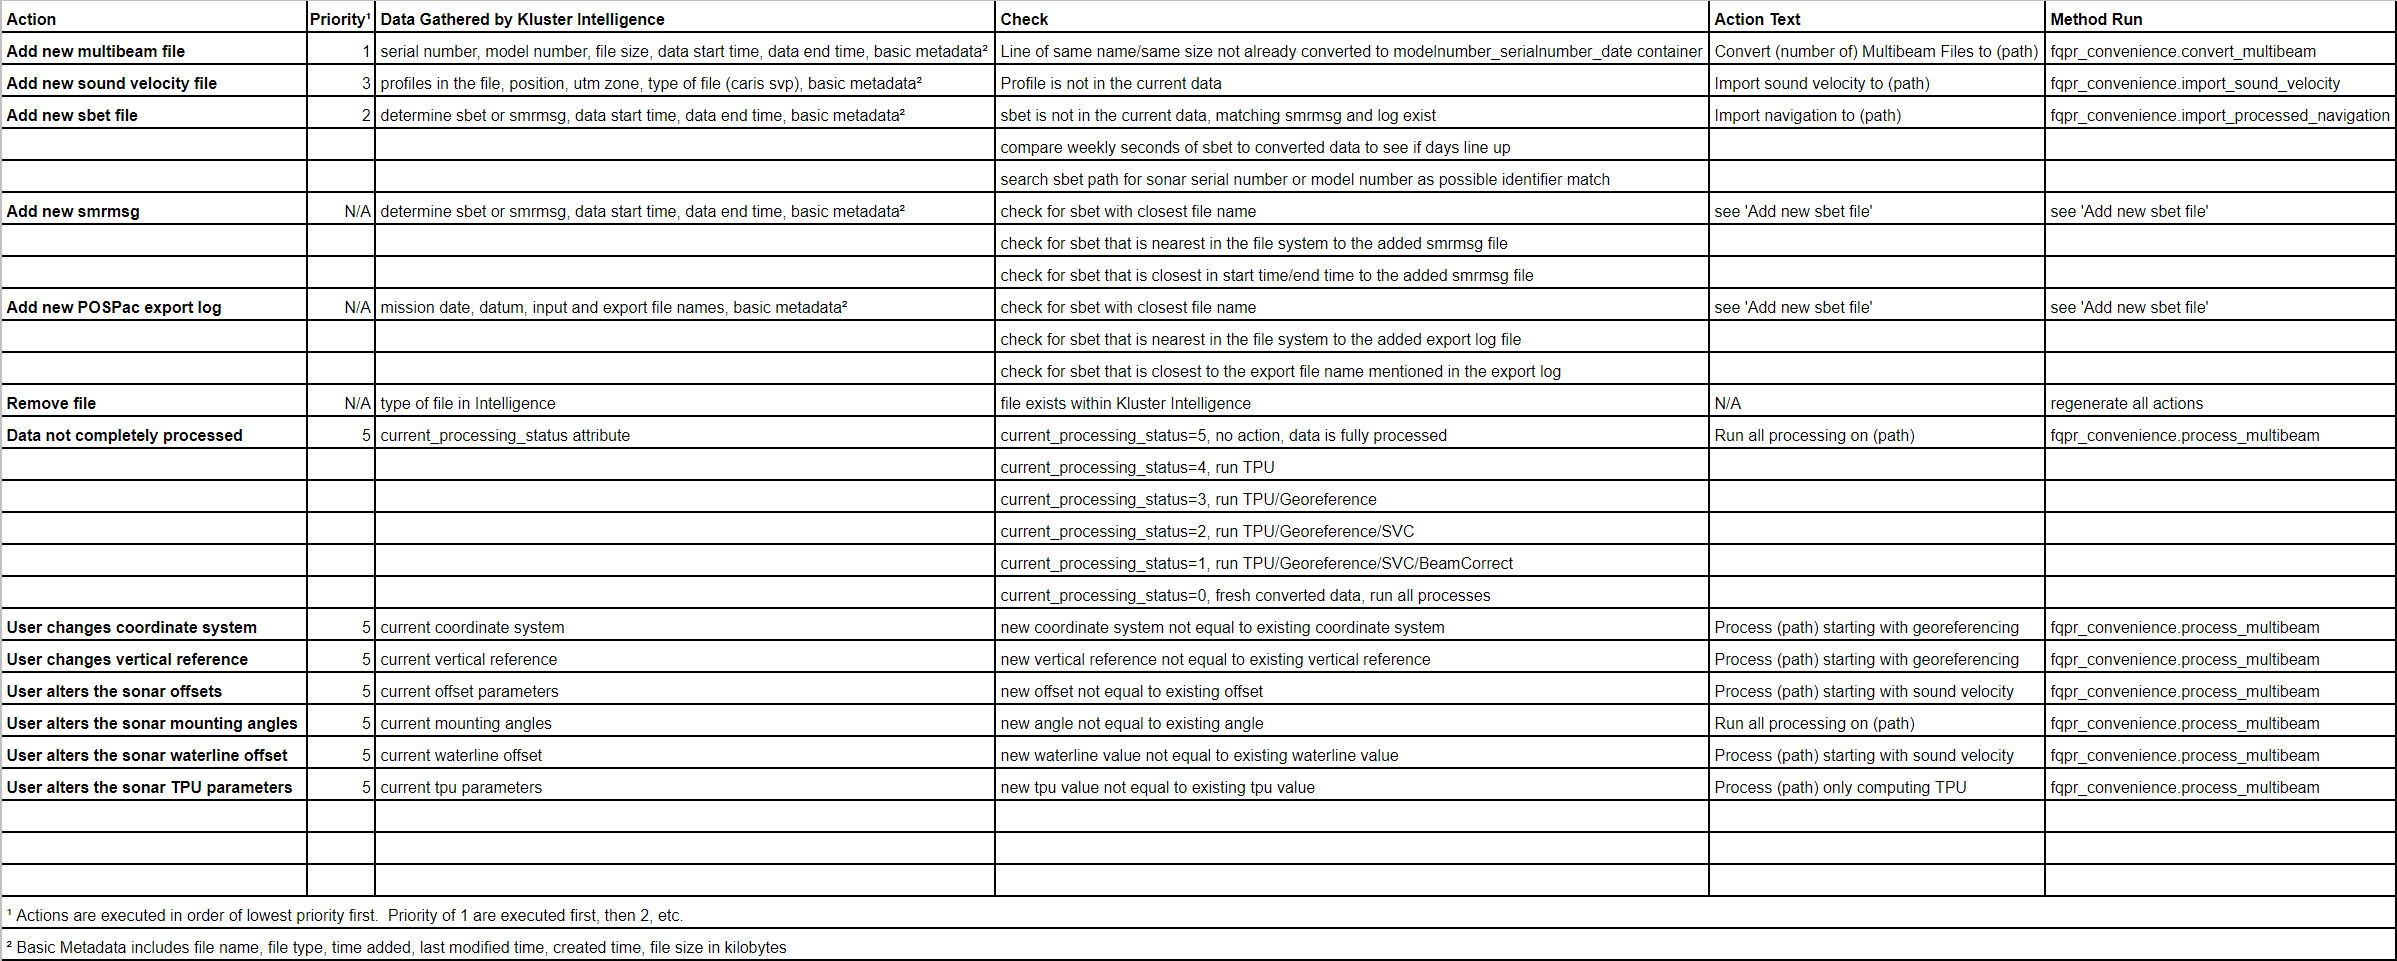 Action Priority¹ Data Gathered by Kluster Intelligence Check Action Text Method Run
Add new multibeam file 1 serial number, model number, file size, data start time, data end time, basic metadata² Line of same name/same size not already converted to modelnumber_serialnumber_date container Convert (number of) Multibeam Files to (path) fqpr_convenience.convert_multibeam
Add new sound velocity file 3 profiles in the file, position, utm zone, type of file (caris svp), basic metadata² Profile is not in the current data Import sound velocity to (path) fqpr_convenience.import_sound_velocity
Add new sbet file 2 determine sbet or smrmsg, data start time, data end time, basic metadata² sbet is not in the current data, matching smrmsg and log exist Import navigation to (path) fqpr_convenience.import_processed_navigation
compare weekly seconds of sbet to converted data to see if days line up
search sbet path for sonar serial number or model number as possible identifier match
Add new smrmsg N/A determine sbet or smrmsg, data start time, data end time, basic metadata² check for sbet with closest file name see 'Add new sbet file' see 'Add new sbet file'
check for sbet that is nearest in the file system to the added smrmsg file
check for sbet that is closest in start time/end time to the added smrmsg file
Add new POSPac export log N/A mission date, datum, input and export file names, basic metadata² check for sbet with closest file name see 'Add new sbet file' see 'Add new sbet file'
check for sbet that is nearest in the file system to the added export log file
check for sbet that is closest to the export file name mentioned in the export log
Remove file N/A type of file in Intelligence file exists within Kluster Intelligence N/A regenerate all actions
Data not completely processed 5 current_processing_status attribute current_processing_status=5, no action, data is fully processed Run all processing on (path) fqpr_convenience.process_multibeam
current_processing_status=4, run TPU
current_processing_status=3, run TPU/Georeference
current_processing_status=2, run TPU/Georeference/SVC
current_processing_status=1, run TPU/Georeference/SVC/BeamCorrect
current_processing_status=0, fresh converted data, run all processes
User changes coordinate system 5 current coordinate system new coordinate system not equal to existing coordinate system Process (path) starting with georeferencing fqpr_convenience.process_multibeam
User changes vertical reference 5 current vertical reference new vertical reference not equal to existing vertical reference Process (path) starting with georeferencing fqpr_convenience.process_multibeam
User alters the sonar offsets 5 current offset parameters new offset not equal to existing offset Process (path) starting with sound velocity fqpr_convenience.process_multibeam
User alters the sonar mounting angles 5 current mounting angles new angle not equal to existing angle Run all processing on (path) fqpr_convenience.process_multibeam
User alters the sonar waterline offset 5 current waterline offset new waterline value not equal to existing waterline value Process (path) starting with sound velocity fqpr_convenience.process_multibeam
User alters the sonar TPU parameters 5 current tpu parameters new tpu value not equal to existing tpu value Process (path) only computing TPU fqpr_convenience.process_multibeam
¹ Actions are executed in order of lowest priority first.  Priority of 1 are executed first, then 2, etc.
² Basic Metadata includes file name, file type, time added, last modified time, created time, file size in kilobytes